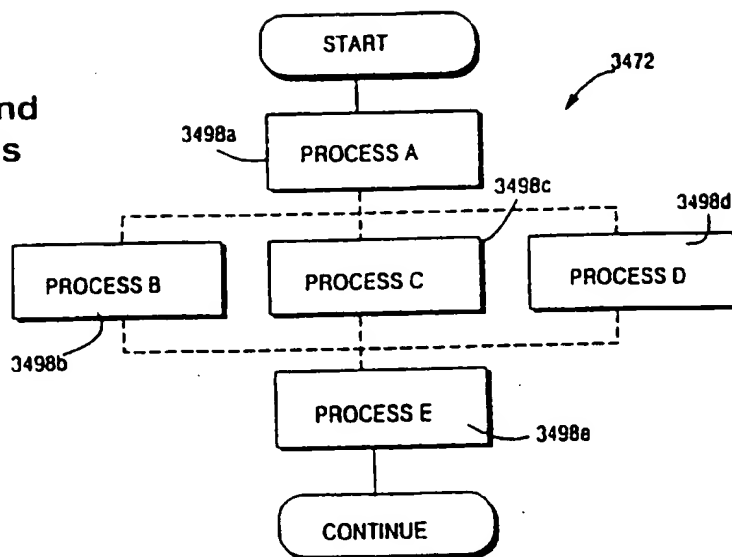 START
3472
nd
s
3498a
PROCESS A
3498c
3498d
PROCESS B
PROCESS C
PROCESS D
3498b
PROCESS E
3498e
CONTINUE